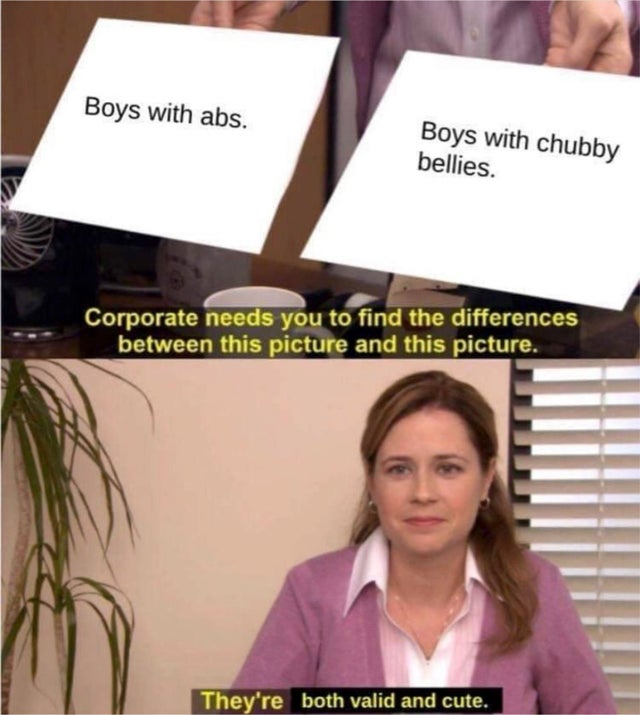 Boys with abs.
Boys with chubby
bellies.
Corporate needs you to find the differences
between this picture and this picture.
They're both valid and cute.